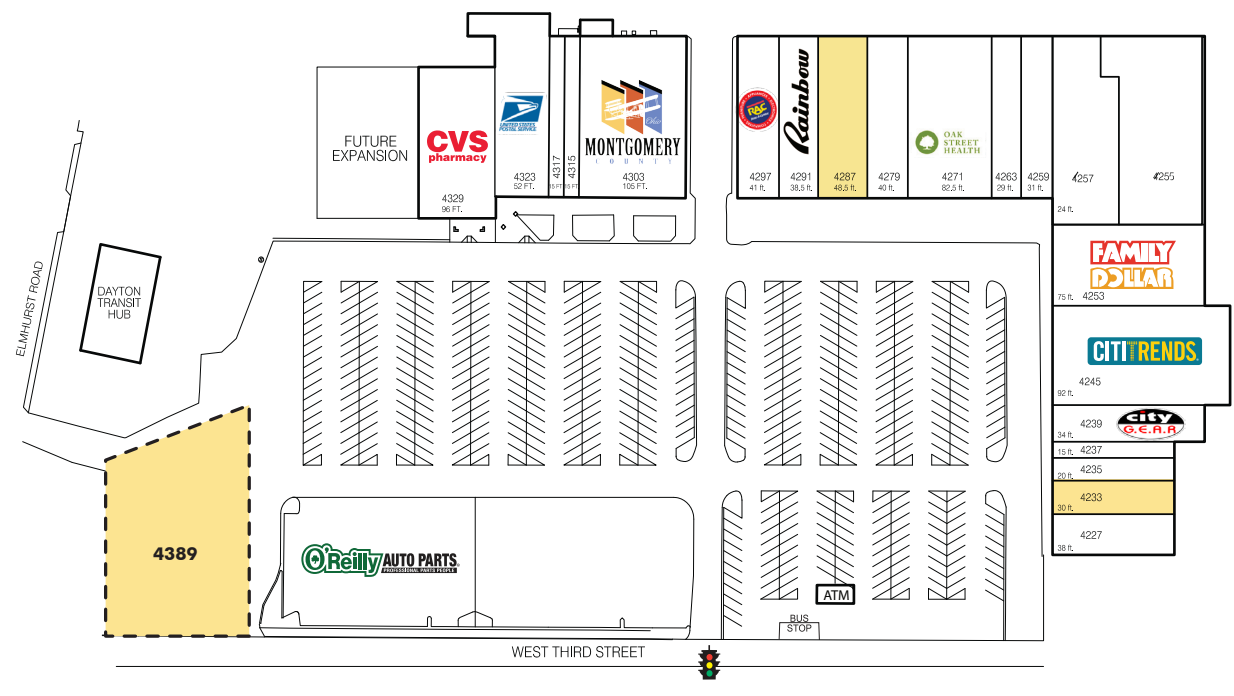 FUTURE
EXPANSION
CVS
pharmacy
4329
96 FT.
UNITED STATES
POSTAL SERVICE
4323
52 FT.
4317
15 FT
4315
15 FT
Ohio
MONTGOMERY
COUNTY
4303
105 FT.
RAC
4297
41 ft.
Rainbow
4291
38,5 ft.
4287
48,5 ft.
4279
40 ft.
OAK
STREET
HEALTH
4271
82,5 ft.
4263
29 ft.
4259
31 ft.
4257
24 ft.
4255
FAMILY
DOLLAR
75 ft. 4253
CITI TRENDS
4245
92 ft.
4239
34 ft.
city
G.E.A.R
15 ft. 4237
4235
20 ft.
4233
30 ft.
4227
38 ft.
ELMHURST ROAD
DAYTON
TRANSIT
HUB
4389
O'Reilly AUTO PARTS
PROFESSIONAL PARTS PEOPLE
ATM
BUS
STOP
WEST THIRD STREET